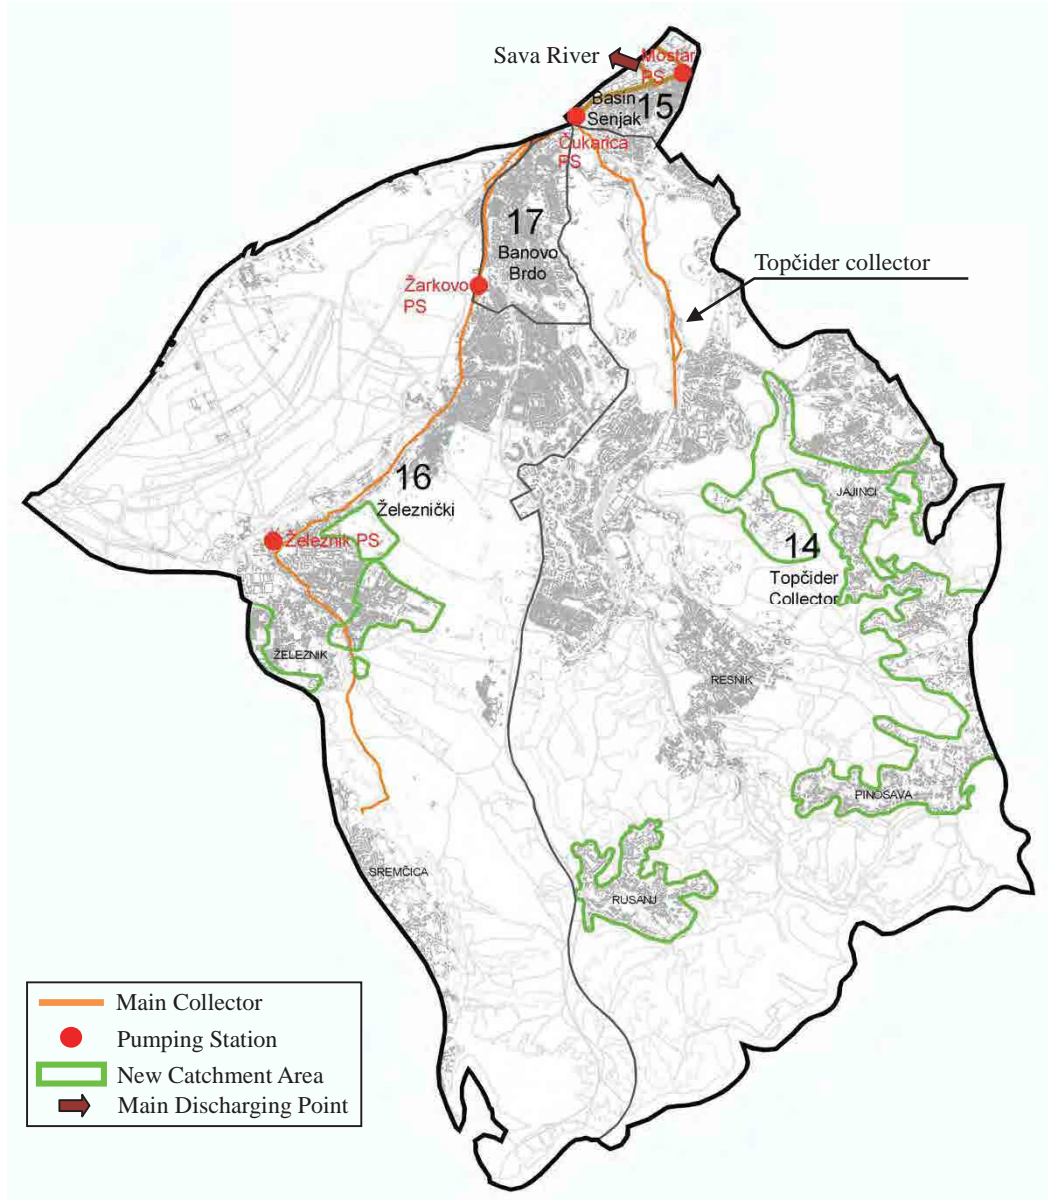 Sava River
Mostar
PS
Basin
15
Senjak
Čukarica
PS
17
Banovo
Brdo
Topčider collector
Žarkovo
PS
16
Železnički
JAJINCI
Železnik PS
14
Topčider
Collector
ŽELEZNIK
RESNIK
PINOSAVA
SREMČICA
RUSANJ
Main Collector
Pumping Station
New Catchment Area
Main Discharging Point